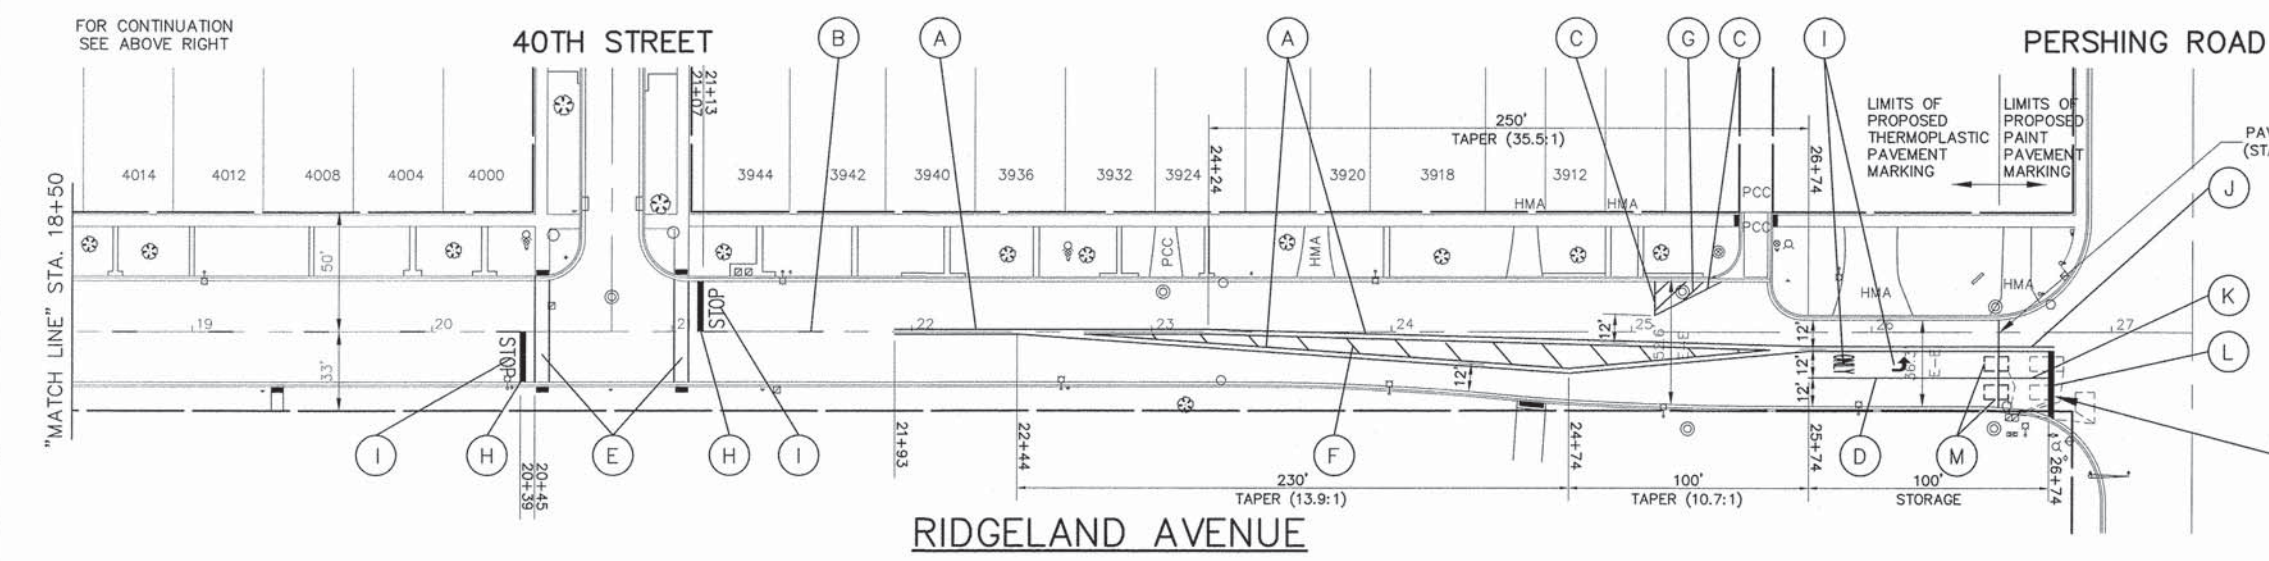 FOR CONTINUATION
SEE ABOVE RIGHT
40TH STREET
B
A
A
C
G
C
I
PERSHING ROAD
21+07
21+13
250'
TAPER (35.5:1)
24+24
26+74
LIMITS OF
PROPOSED
THERMOPLASTIC
PAVEMENT
MARKING
LIMITS OF
PROPOSED
PAINT
PAVEMENT
MARKING
J
4014
4012
4008
4004
4000
3944
3942
3940
3936
3932
3924
3920
3918
3912
HMA
HMA
PCC
PCC
"MATCH LINE" STA. 18+50
50'
33'
PCC
HMA
HMA
HMA
K
L
STOP
STOP
19
20
22
23
24
25
26
27
12'
12'
12'
12'
12'
E-E
E-E
ONLY
I
H
E
H
I
F
D
M
20+39
20+45
21+93
22+44
24+74
25+74
26+74
230'
TAPER (13.9:1)
100'
TAPER (10.7:1)
100'
STORAGE
RIDGELAND AVENUE